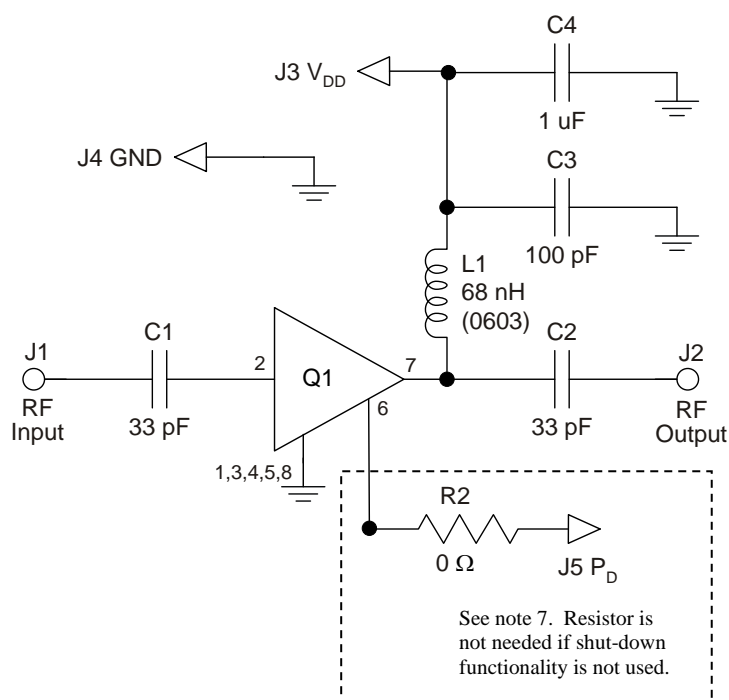 C4
J3 V_DD
1 uF
J4 GND
C3
100 pF
L1
68 nH
(0603)
C1
C2
J1
2
Q1
7
J2
RF
Input
33 pF
6
33 pF
RF
Output
1,3,4,5,8
R2
0 Ω
J5 P_D
See note 7. Resistor is
not needed if shut-down
functionality is not used.